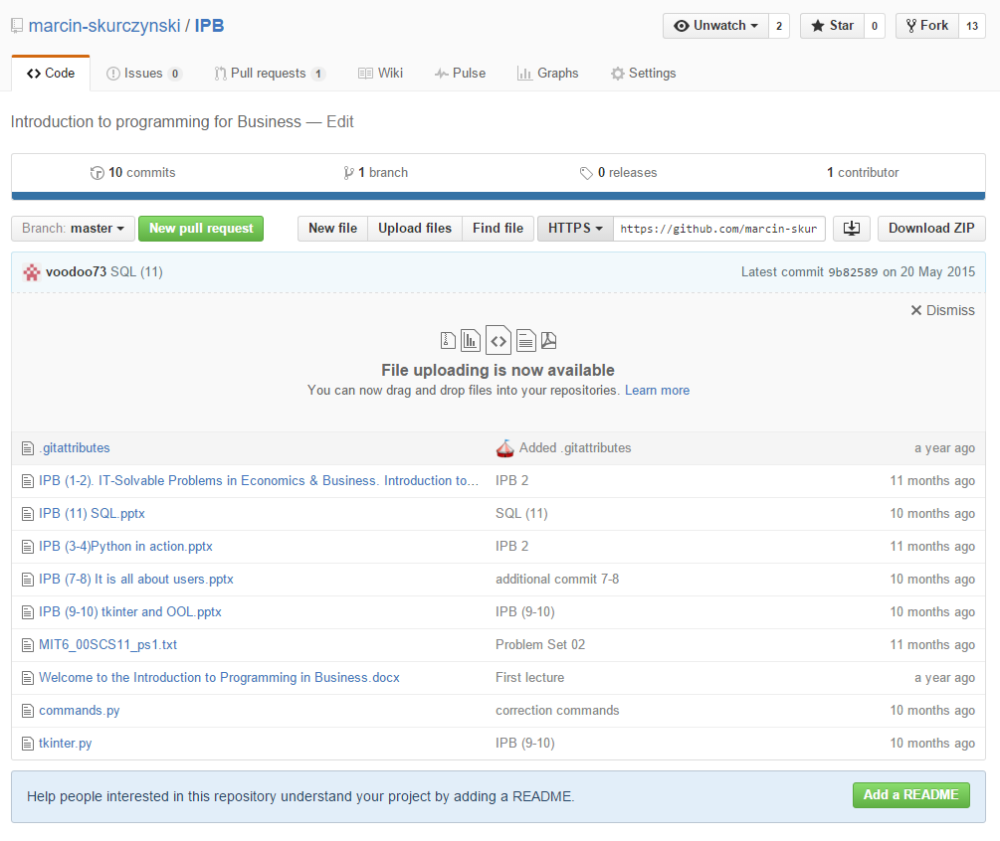 marcin-skurczynski / IPB Unwatch 2 Star 0 Fork 13
Code Issues 0 Pull requests 1 Wiki Pulse Graphs Settings
Introduction to programming for Business — Edit
10 commits 1 branch 0 releases 1 contributor
Branch: master New pull request New file Upload files Find file HTTPS https://github.com/marcin-skur Download ZIP
voodoo73 SQL (11) Latest commit 9b82589 on 20 May 2015
Dismiss
File uploading is now available
You can now drag and drop files into your repositories. Learn more
.gitattributes Added .gitattributes a year ago
IPB (1-2). IT-Solvable Problems in Economics & Business. Introduction to... IPB 2 11 months ago
IPB (11) SQL.pptx SQL (11) 10 months ago
IPB (3-4)Python in action.pptx IPB 2 11 months ago
IPB (7-8) It is all about users.pptx additional commit 7-8 10 months ago
IPB (9-10) tkinter and OOL.pptx IPB (9-10) 10 months ago
MIT6_00SCS11_ps1.txt Problem Set 02 11 months ago
Welcome to the Introduction to Programming in Business.docx First lecture a year ago
commands.py correction commands 10 months ago
tkinter.py IPB (9-10) 10 months ago
Help people interested in this repository understand your project by adding a README. Add a README